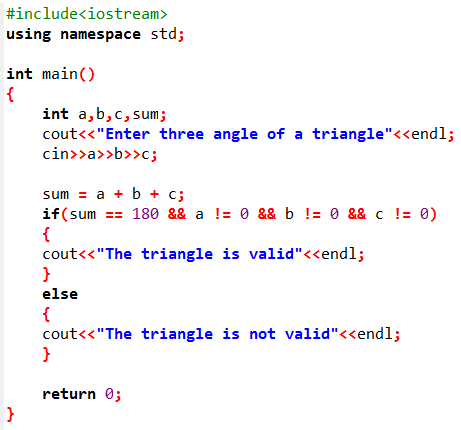 #include<iostream>
using namespace std;

int main()
{
    int a,b,c,sum;
    cout<<"Enter three angle of a triangle"<<endl;
    cin>>a>>b>>c;

    sum = a + b + c;
    if(sum == 180 && a != 0 && b != 0 && c != 0)
    {
    cout<<"The triangle is valid"<<endl;
    }
    else
    {
    cout<<"The triangle is not valid"<<endl;
    }

    return 0;
}